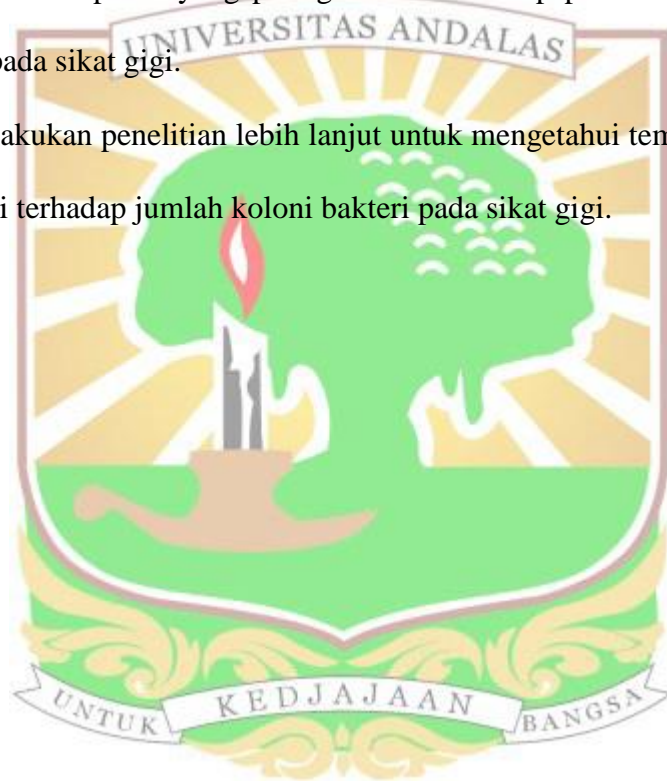 UNIVERSITAS ANDALAS
pada sikat gigi.
akukan penelitian lebih lanjut untuk mengetahui tem
i terhadap jumlah koloni bakteri pada sikat gigi.
UNTUK KEDJAJAAN BANGSA